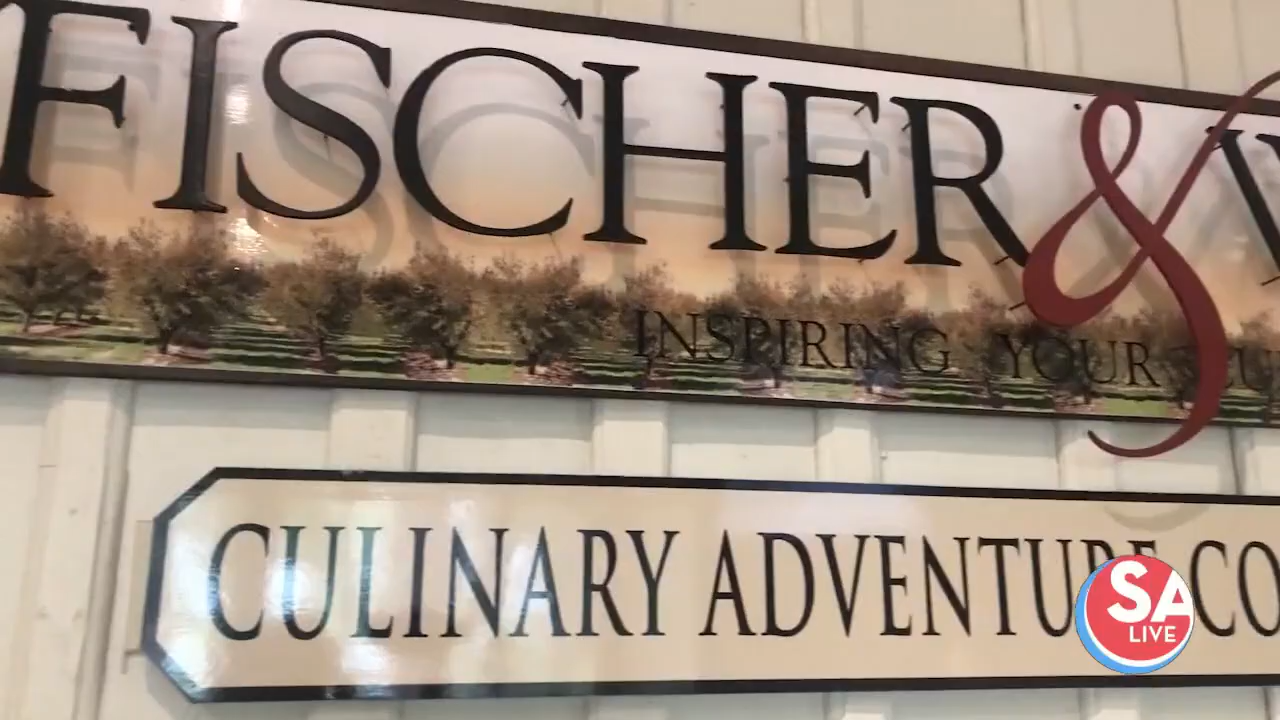 FISCHER &
INSPIRING YOUR
CULINARY ADVENTURE CO
SA
LIVE